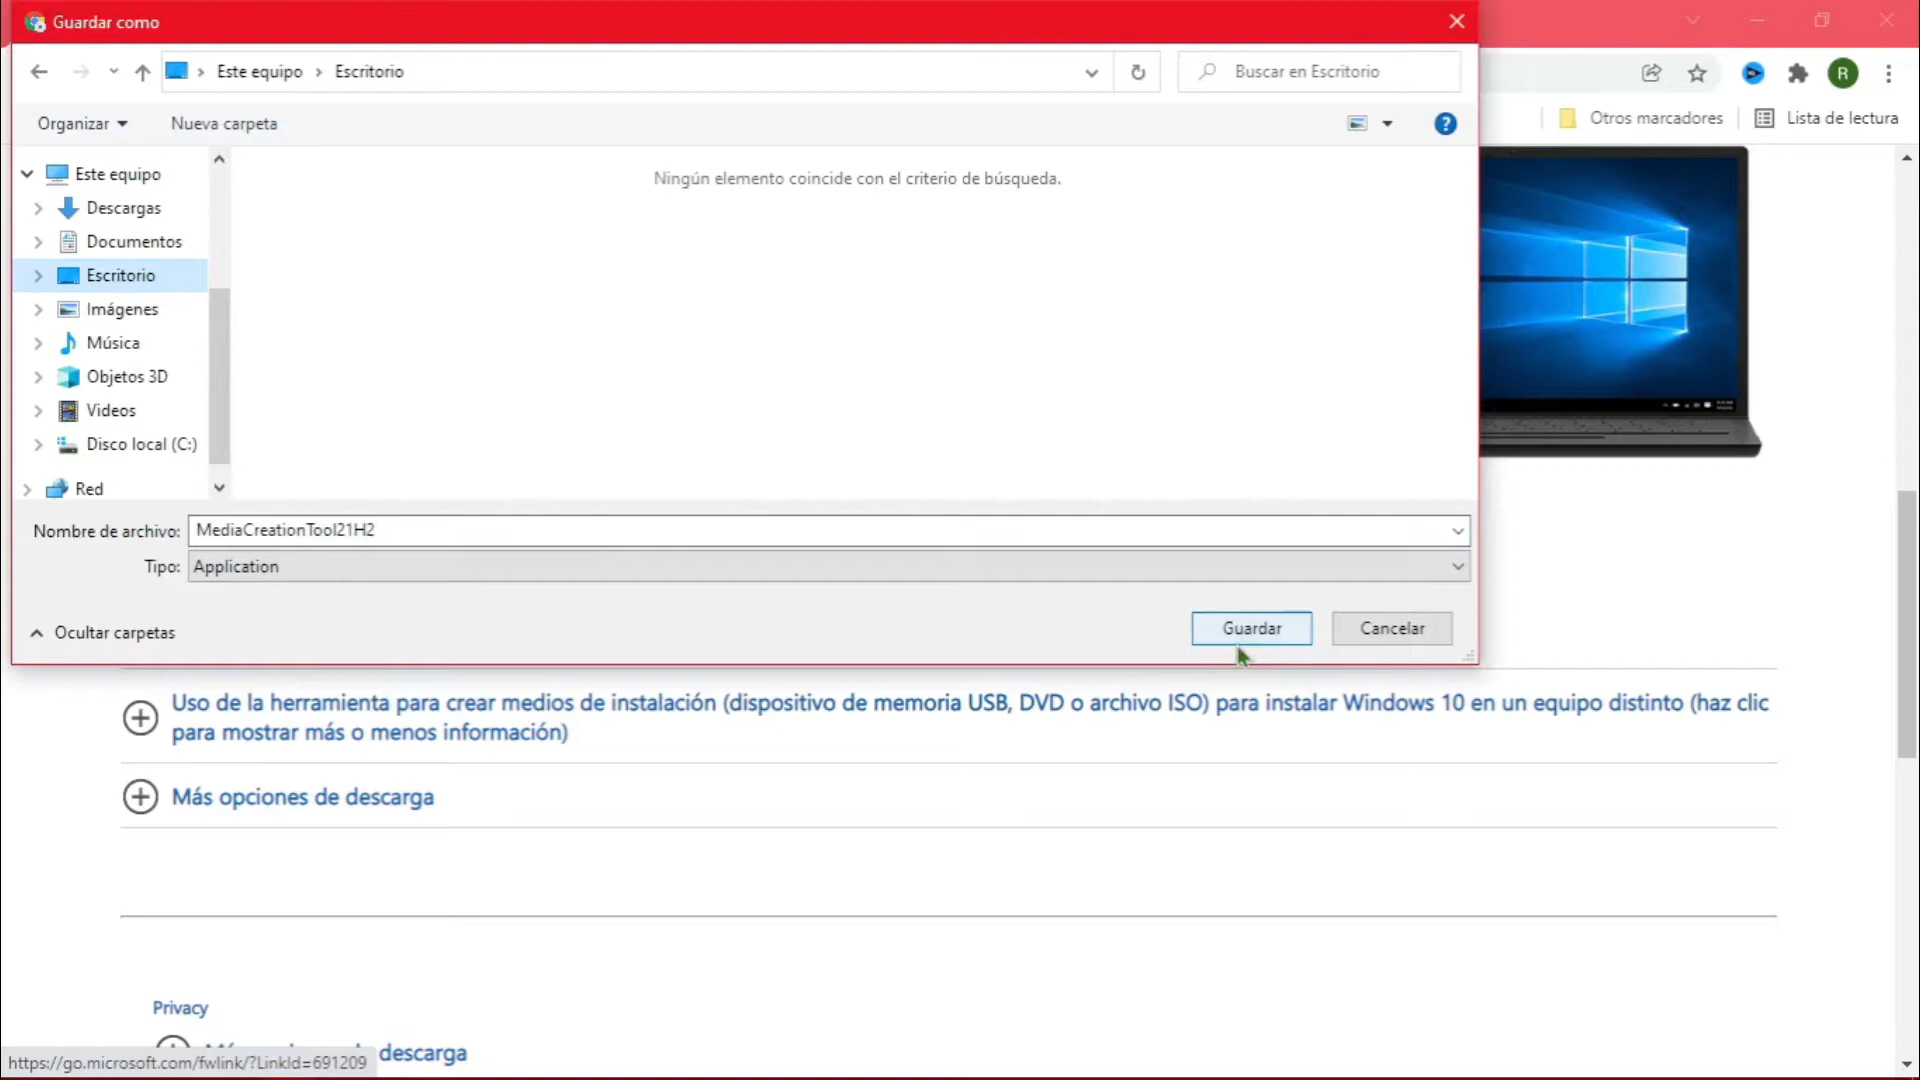 Guardar como
Este equipo › Escritorio
Buscar en Escritorio
R
Organizar
Nueva carpeta
?
Otros marcadores
Lista de lectura
Este equipo
Descargas
Documentos
Escritorio
Imágenes
Música
Objetos 3D
Videos
Disco local (C:)
Red
Ningún elemento coincide con el criterio de búsqueda.
Nombre de archivo: MediaCreationTool21H2
Tipo: Application
Ocultar carpetas
Guardar
Cancelar
Uso de la herramienta para crear medios de instalación (dispositivo de memoria USB, DVD o archivo ISO) para instalar Windows 10 en un equipo distinto (haz clic
para mostrar más o menos información)
Más opciones de descarga
Privacy
descarga
https://go.microsoft.com/fwlink/?LinkId=691209